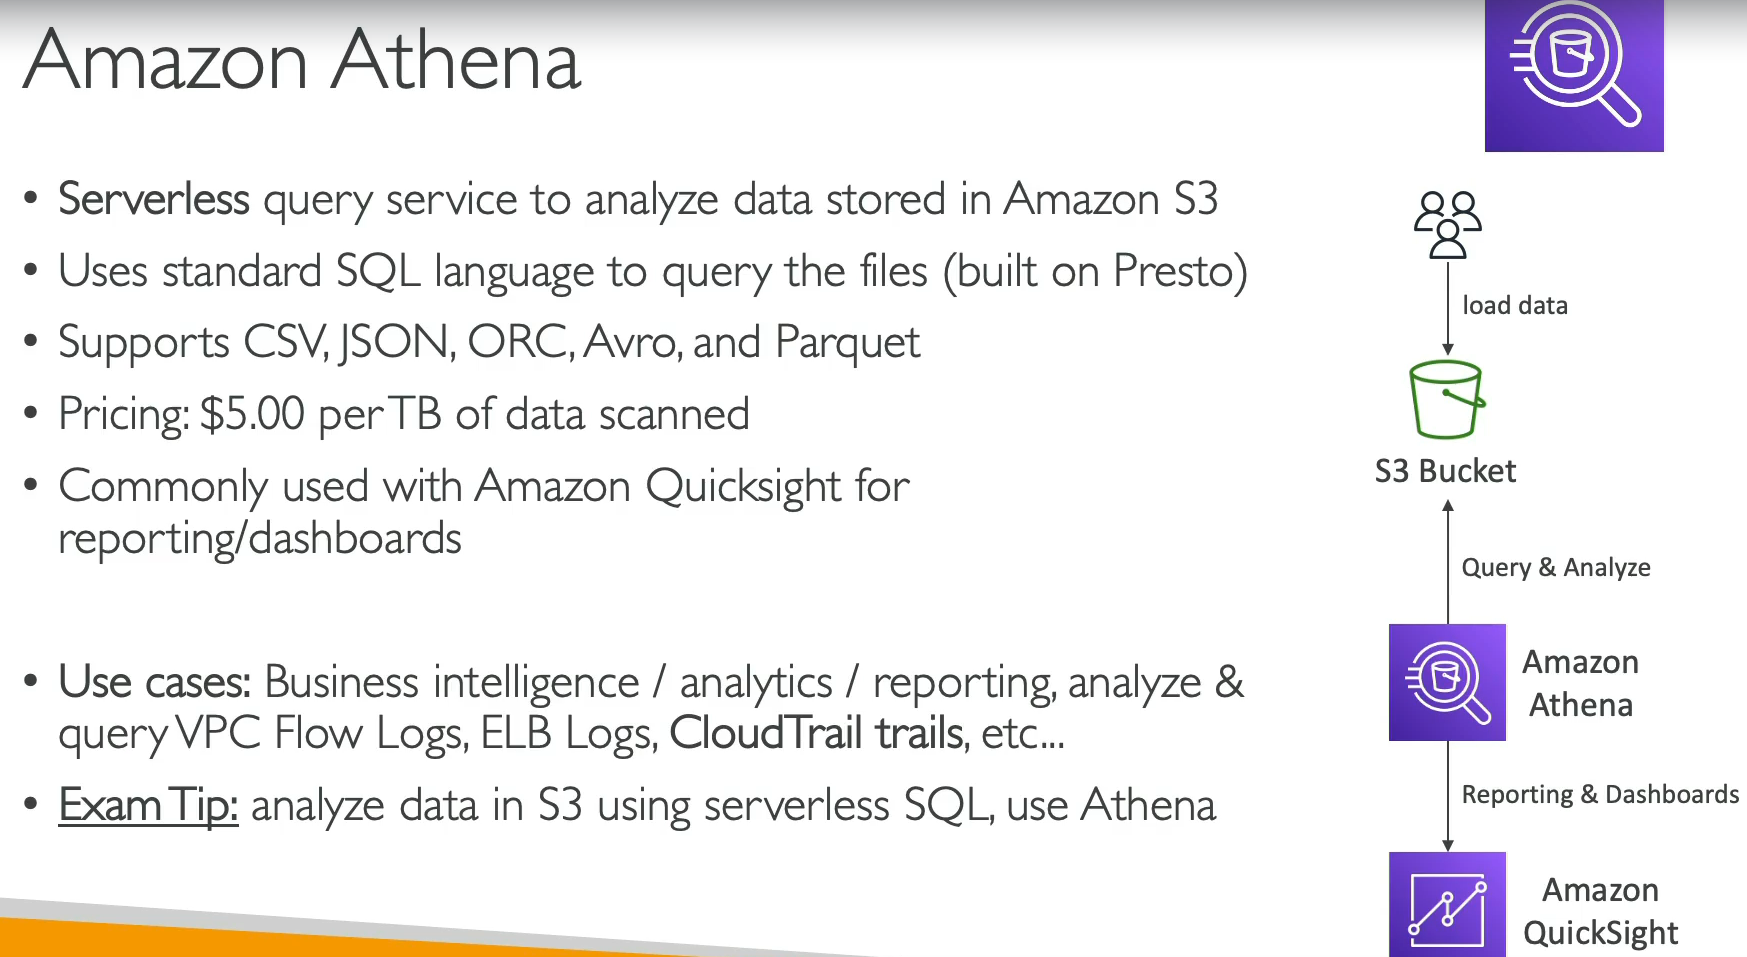 Amazon Athena
• Serverless query service to analyze data stored in Amazon S3
• Uses standard SQL language to query the files (built on Presto)
• Supports CSV, JSON, ORC, Avro, and Parquet
• Pricing: $5.00 per TB of data scanned
• Commonly used with Amazon Quicksight for
reporting/dashboards
• Use cases: Business intelligence / analytics / reporting, analyze &
query VPC Flow Logs, ELB Logs, CloudTrail trails, etc...
• Exam Tip: analyze data in S3 using serverless SQL, use Athena
load data
S3 Bucket
Query & Analyze
Amazon
Athena
Reporting & Dashboards
Amazon
QuickSight